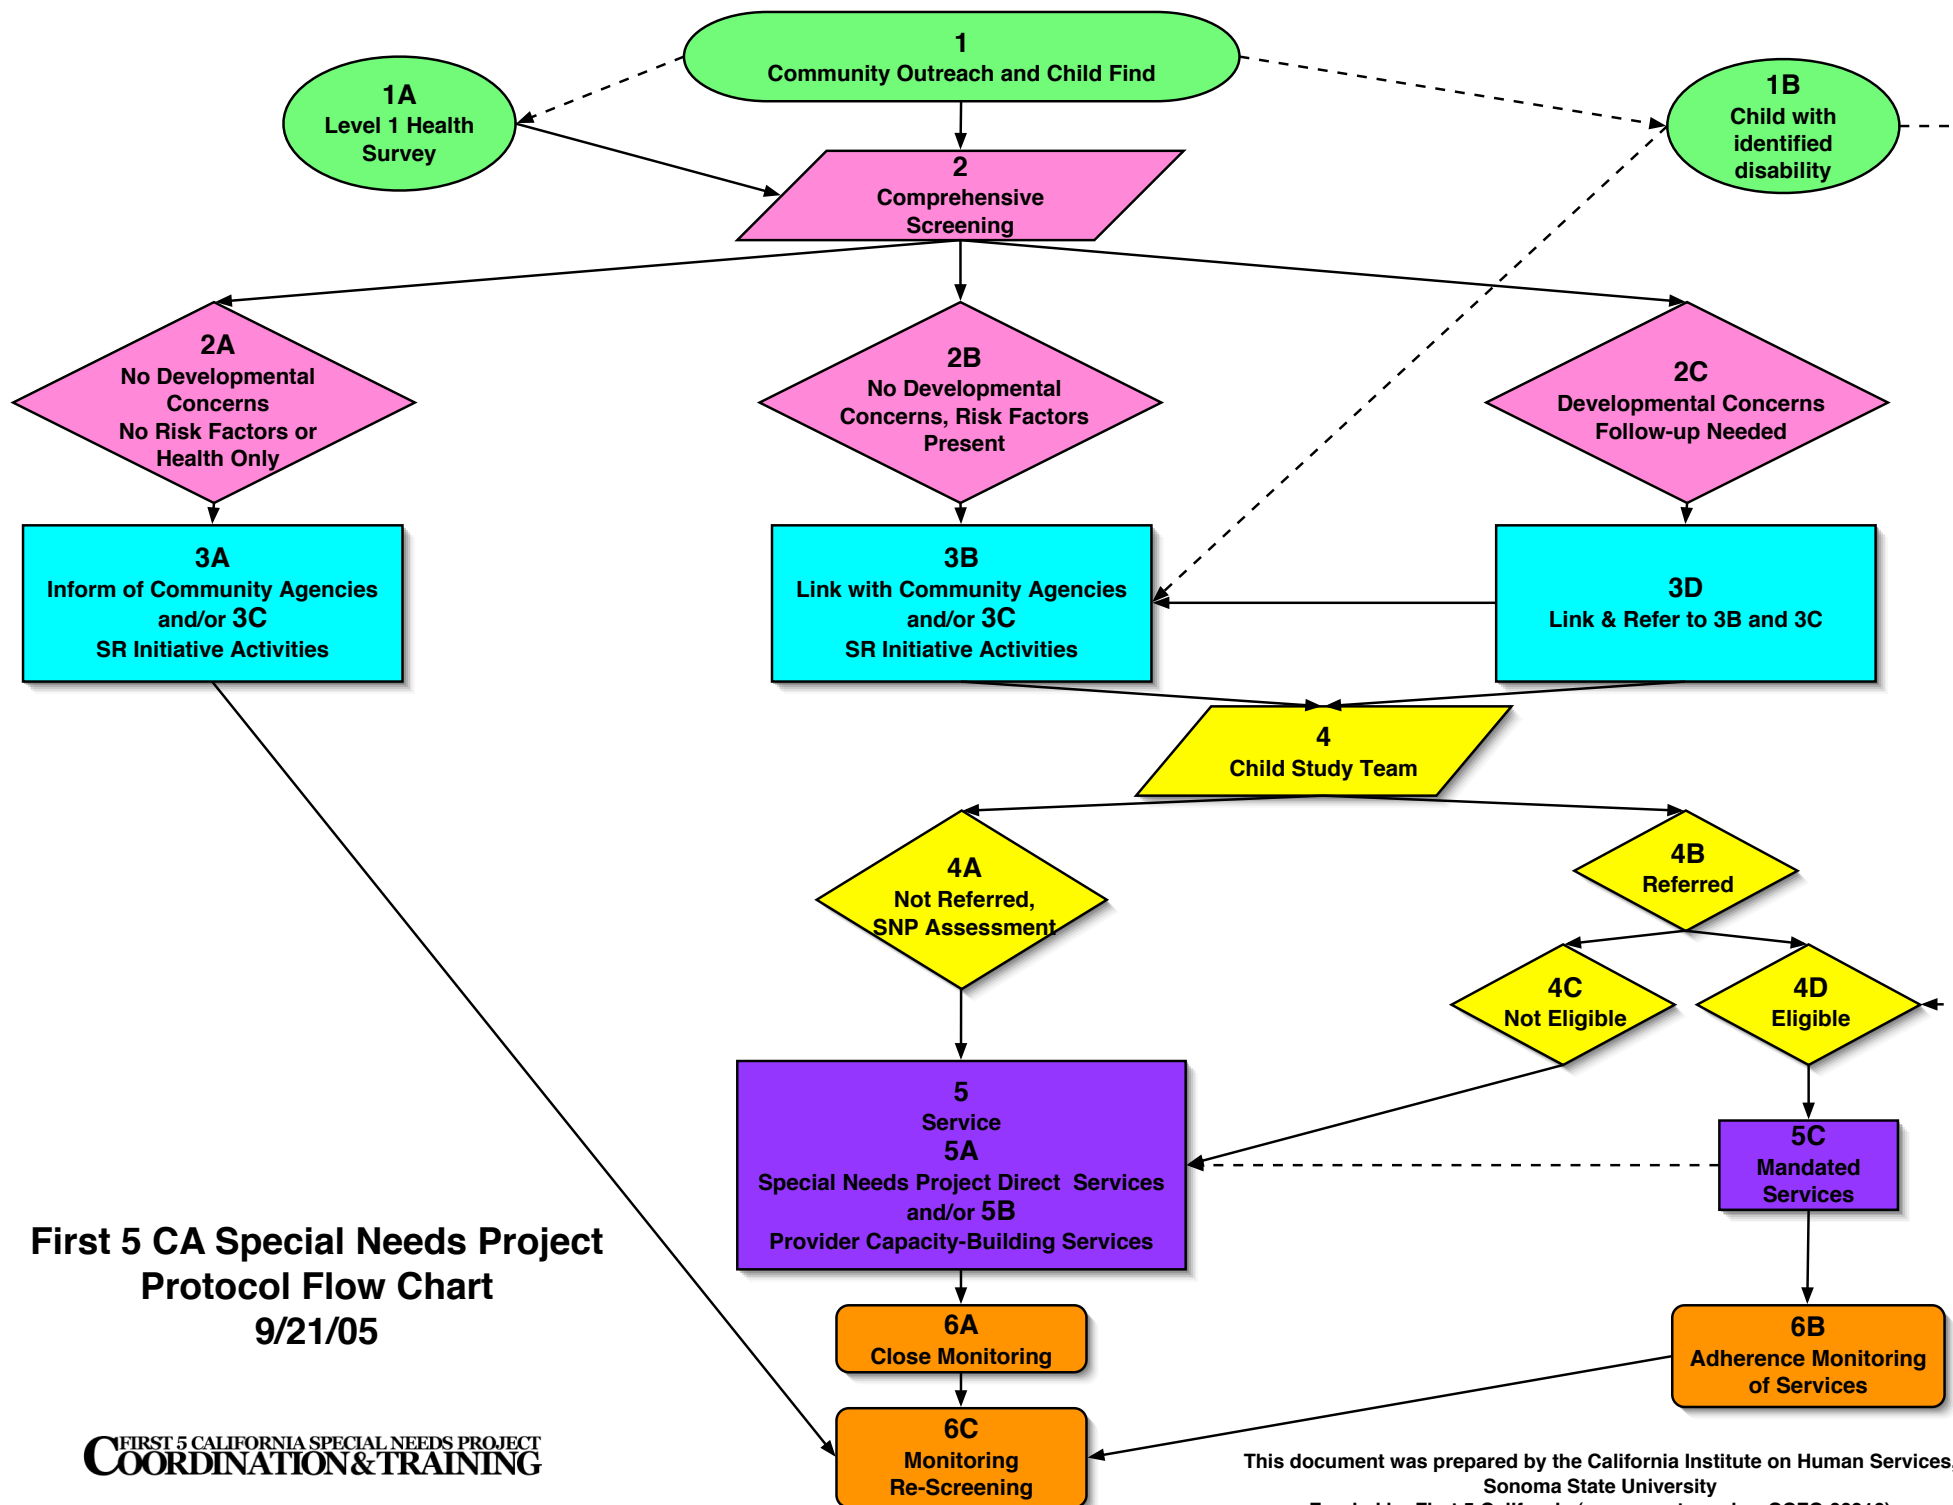 1
Community Outreach and Child Find
1A
Level 1 Health
Survey
1B
Child with
identified
disability
2
Comprehensive
Screening
2A
No Developmental
Concerns
No Risk Factors or
Health Only
2B
No Developmental
Concerns, Risk Factors
Present
2C
Developmental Concerns
Follow-up Needed
3A
Inform of Community Agencies
and/or 3C
SR Initiative Activities
3B
Link with Community Agencies
and/or 3C
SR Initiative Activities
3D
Link & Refer to 3B and 3C
4
Child Study Team
4A
Not Referred,
SNP Assessment
4B
Referred
4C
Not Eligible
4D
Eligible
5
Service
5A
Special Needs Project Direct Services
and/or 5B
Provider Capacity-Building Services
5C
Mandated
Services
6A
Close Monitoring
6B
Adherence Monitoring
of Services
6C
Monitoring
Re-Screening
First 5 CA Special Needs Project
Protocol Flow Chart
9/21/05
FIRST 5 CALIFORNIA SPECIAL NEEDS PROJECT
COORDINATION & TRAINING
This document was prepared by the California Institute on Human Services,
Sonoma State University